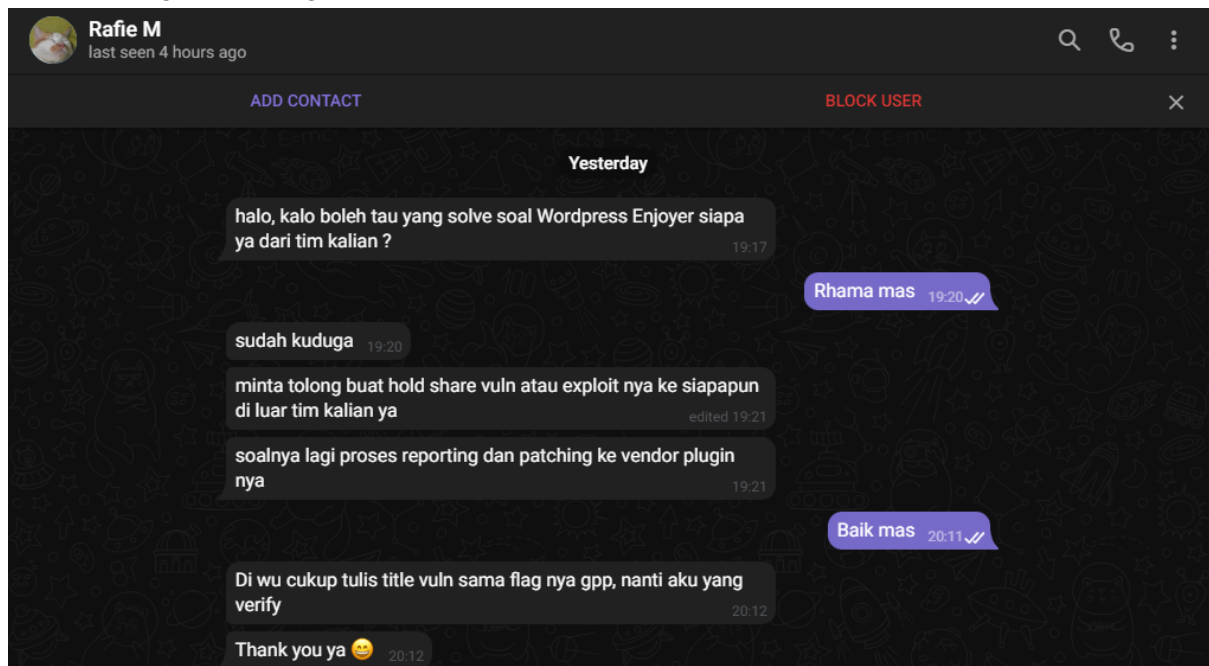 Rafie M
last seen 4 hours ago
ADD CONTACT
BLOCK USER
Yesterday
halo, kalo boleh tau yang solve soal Wordpress Enjoyer siapa
ya dari tim kalian ?
19:17
Rhama mas 19:20
sudah kuduga 19:20
minta tolong buat hold share vuln atau exploit nya ke siapapun
di luar tim kalian ya
edited 19:21
soalnya lagi proses reporting dan patching ke vendor plugin
nya
19:21
Baik mas 20:11
Di wu cukup tulis title vuln sama flag nya gpp, nanti aku yang
verify
20:12
Thank you ya 😄 20:12